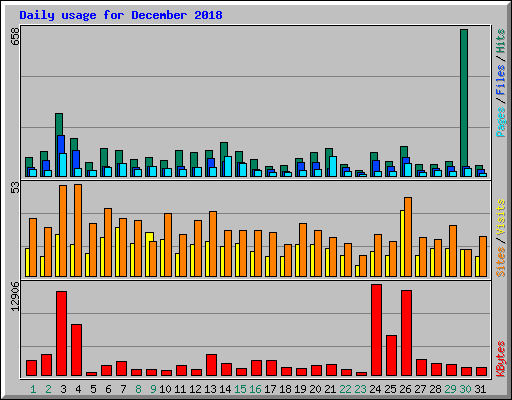 Daily usage for December 2018
658
Pages / Files / Hits
53
Sites / Visits
12906
KBytes
1 2 3 4 5 6 7 8 9 10 11 12 13 14 15 16 17 18 19 20 21 22 23 24 25 26 27 28 29 30 31